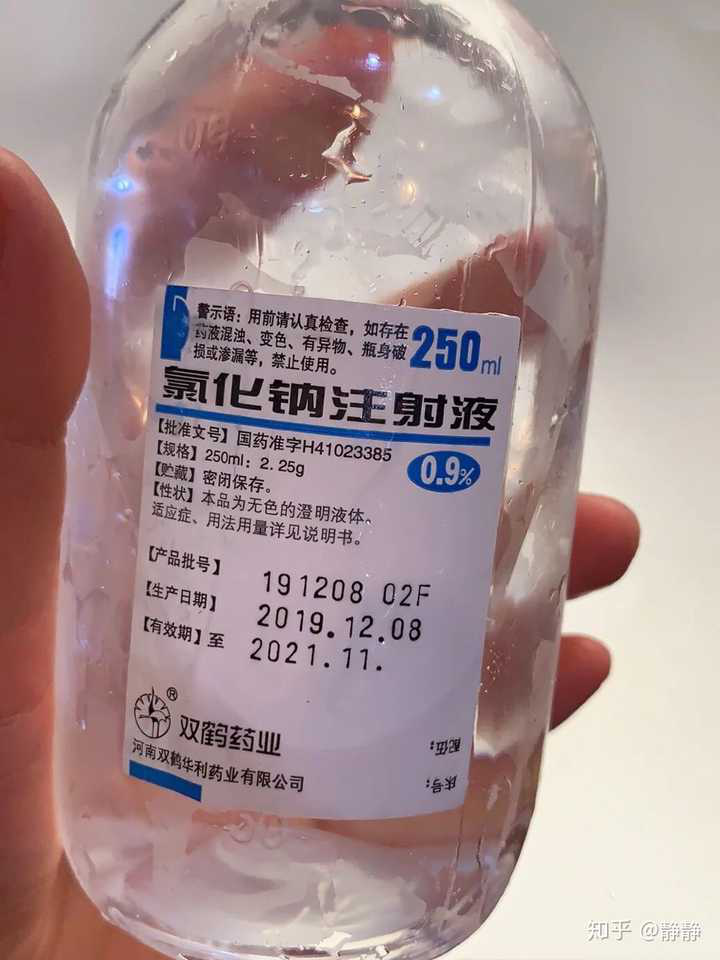 警示语：用前请认真检查，如存在
药液混浊、变色、有异物、瓶身破
损或渗漏等，禁止使用。
250ml
氯化钠注射液
【批准文号】国药准字H41023385
【规格】250ml：2.25g
0.9%
【贮藏】密闭保存。
【性状】本品为无色的澄明液体。
适应症、用法用量详见说明书。
【产品批号】 191208 02F
【生产日期】 2019.12.08
【有效期】至 2021.11.
®
双鹤药业
河南双鹤华利药业有限公司
配伍：
床号：
知乎 @静静